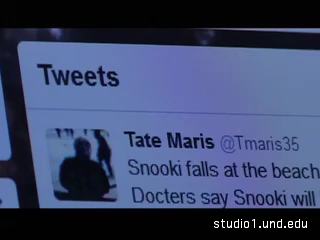 Tweets
Tate Maris @Tmaris35
Snooki falls at the beach
Docters say Snooki will
studio1.und.edu